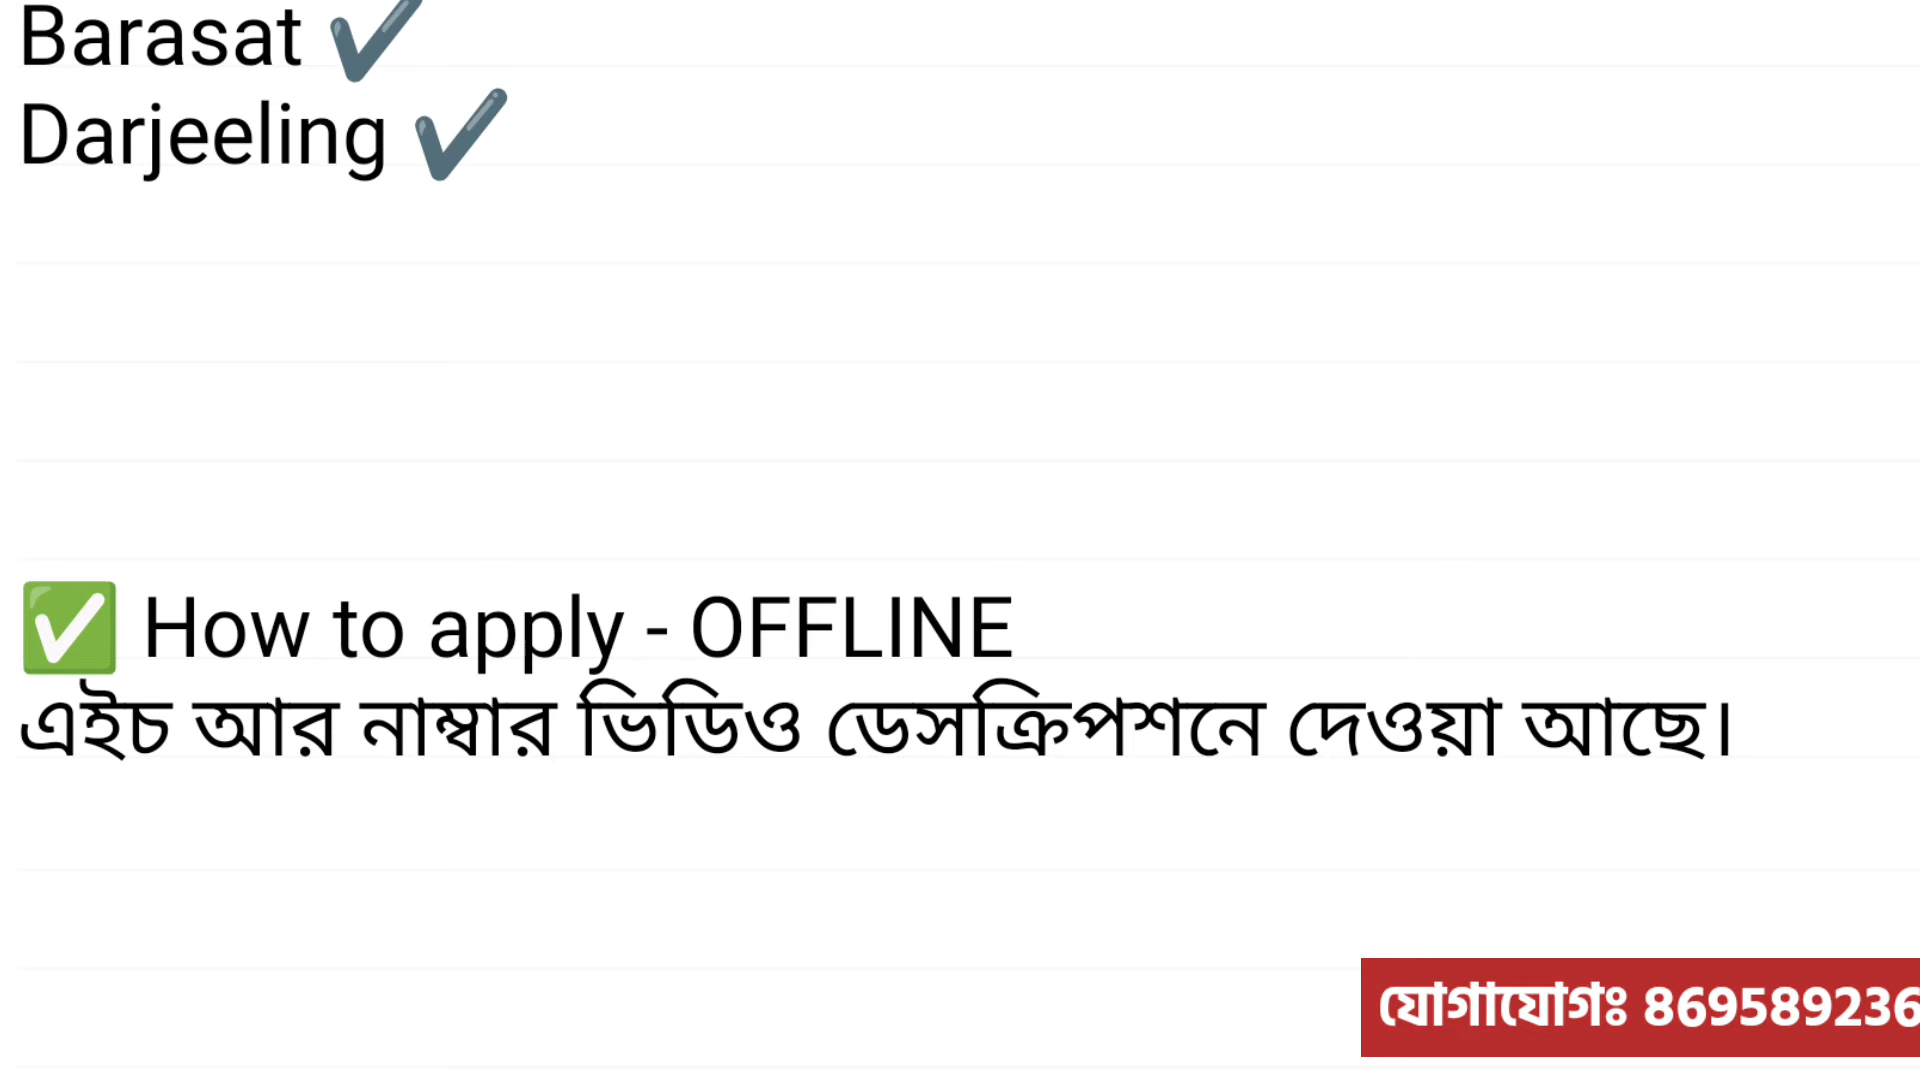 Barasat ✔
Darjeeling ✔
✅ How to apply - OFFLINE
এইচ আর নাম্বার ভিডিও ডেসক্রিপশনে দেওয়া আছে।
যোগাযোগঃ 869589236